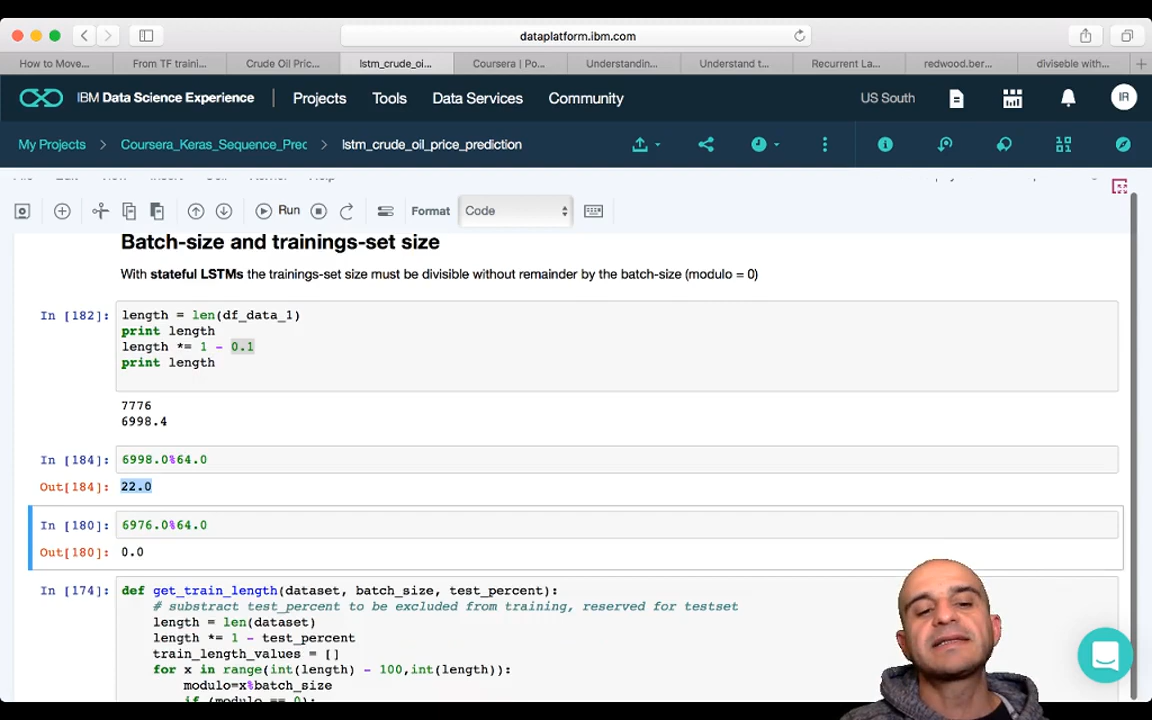 dataplatform.ibm.com
How to Move... From TF traini... Crude Oil Pric... lstm_crude_oi... Coursera | Po... Understandin... Understand t... Recurrent La... redwood.ber... diviseble with...
IBM Data Science Experience Projects Tools Data Services Community US South IR
My Projects Coursera_Keras_Sequence_Prec lstm_crude_oil_price_prediction
Run Format Code
Batch-size and trainings-set size
With stateful LSTMs the trainings-set size must be divisible without remainder by the batch-size (modulo = 0)
In [182]: length = len(df_data_1)
print length
length *= 1 - 0.1
print length
7776
6998.4
In [184]: 6998.0%64.0
Out[184]: 22.0
In [180]: 6976.0%64.0
Out[180]: 0.0
In [174]: def get_train_length(dataset, batch_size, test_percent):
# substract test_percent to be excluded from training, reserved for testset
length = len(dataset)
length *= 1 - test_percent
train_length_values = []
for x in range(int(length) - 100,int(length)):
modulo=x%batch_size
if (modulo == 0):